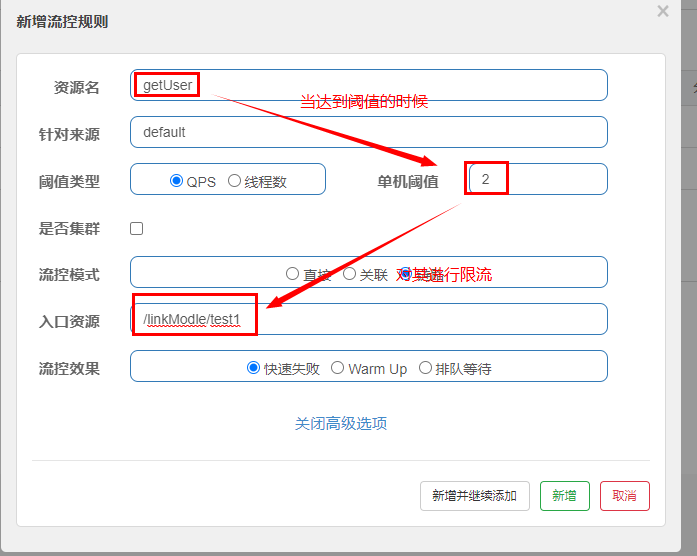 新增流控规则
×
资源名 getUser
当达到阈值的时候
针对来源 default
阈值类型 QPS 线程数 单机阈值 2
是否集群
流控模式 直接 关联
对其进行限流
入口资源 /linkModle/test1
流控效果 快速失败 Warm Up 排队等待
关闭高级选项
新增并继续添加 新增 取消